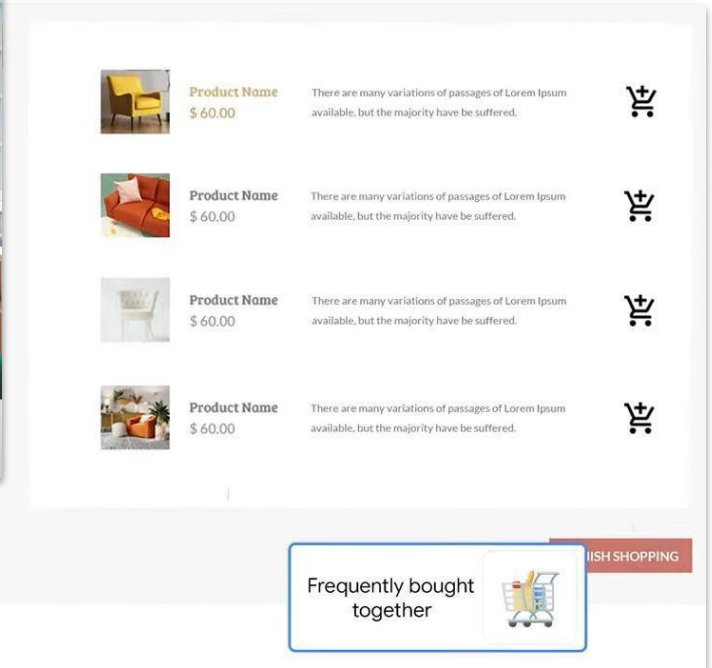 Product Name
$ 60.00
There are many variations of passages of Lorem Ipsum
available, but the majority have be suffered.
Product Name
$ 60.00
There are many variations of passages of Lorem Ipsum
available, but the majority have be suffered.
Product Name
$ 60.00
There are many variations of passages of Lorem Ipsum
available, but the majority have be suffered.
Product Name
$ 60.00
There are many variations of passages of Lorem Ipsum
available, but the majority have be suffered.
SHOPPING
Frequently bought
together